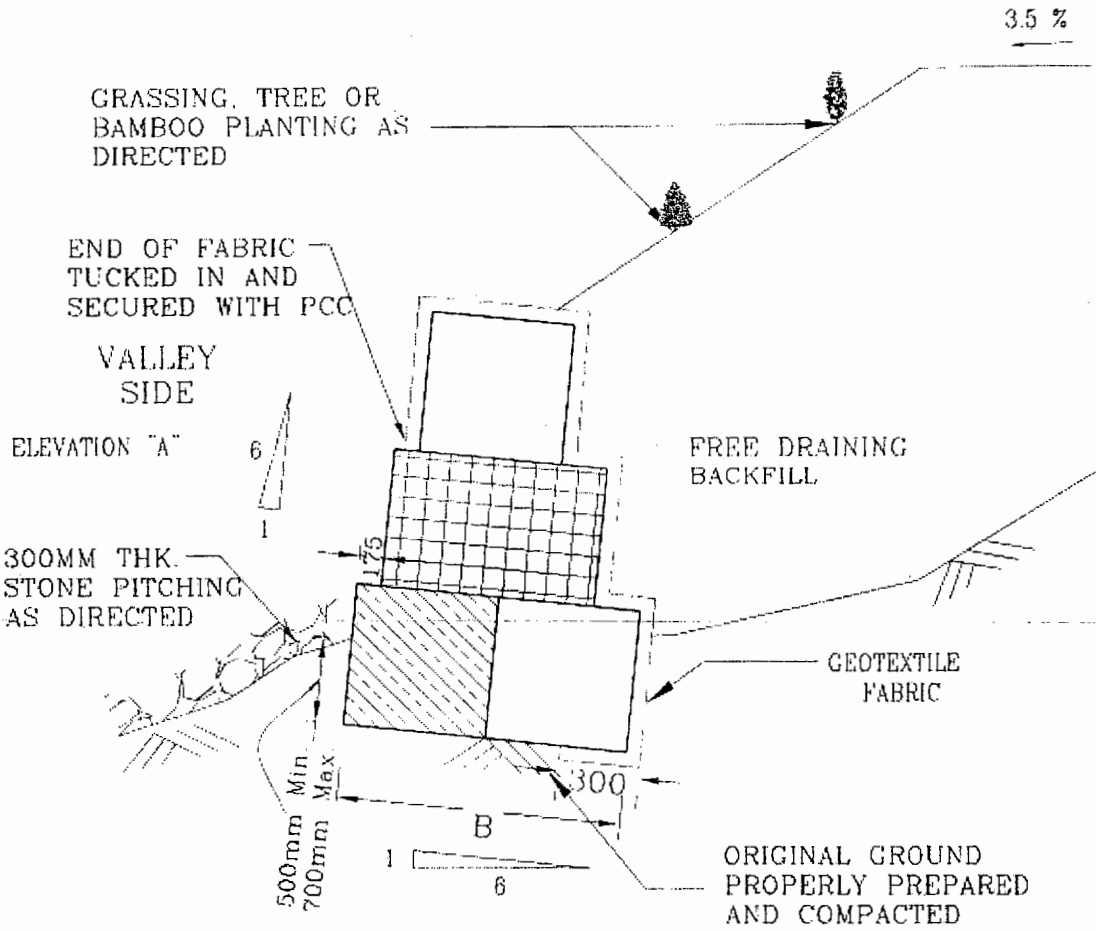 3.5 %
GRASSING, TREE OR
BAMBOO PLANTING AS
DIRECTED
END OF FABRIC
TUCKED IN AND
SECURED WITH PCC
VALLEY
SIDE
ELEVATION "A"
6
1
FREE DRAINING
BACKFILL
175
300MM THK.
STONE PITCHING
AS DIRECTED
GEOTEXTILE
FABRIC
500mm Min
700mm Max
300
B
1
6
ORIGINAL GROUND
PROPERLY PREPARED
AND COMPACTED